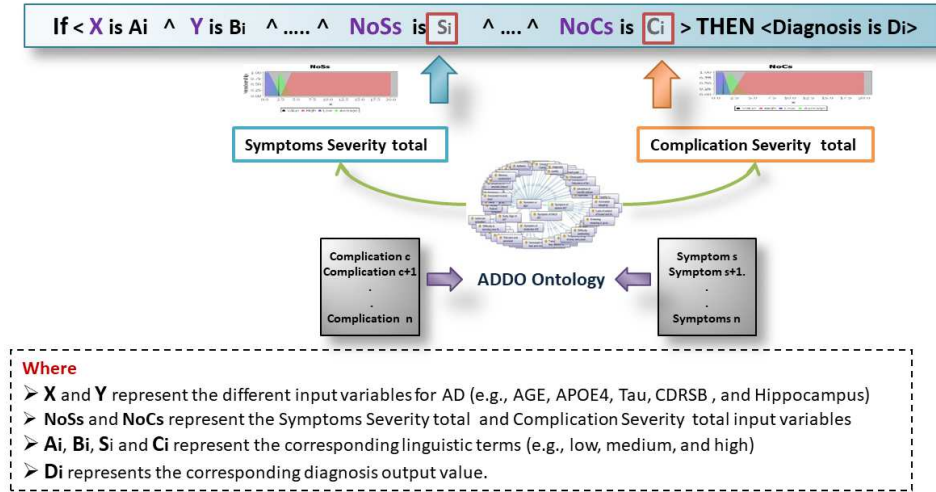 If < X is Ai ^ Y is Bi ^ ..... ^ NoSs is Si ^ .... ^ NoCs is Ci > THEN <Diagnosis is Di>
NoSs
NoCs
Symptoms Severity total
Complication Severity total
Complication c
Complication c+1
.
.
Complication n
ADDO Ontology
Symptom s
Symptom s+1.
.
.
Symptoms n
Where
➢ X and Y represent the different input variables for AD (e.g., AGE, APOE4, Tau, CDRSB , and Hippocampus)
➢ NoSs and NoCs represent the Symptoms Severity total and Complication Severity total input variables
➢ Ai, Bi, Si and Ci represent the corresponding linguistic terms (e.g., low, medium, and high)
➢ Di represents the corresponding diagnosis output value.